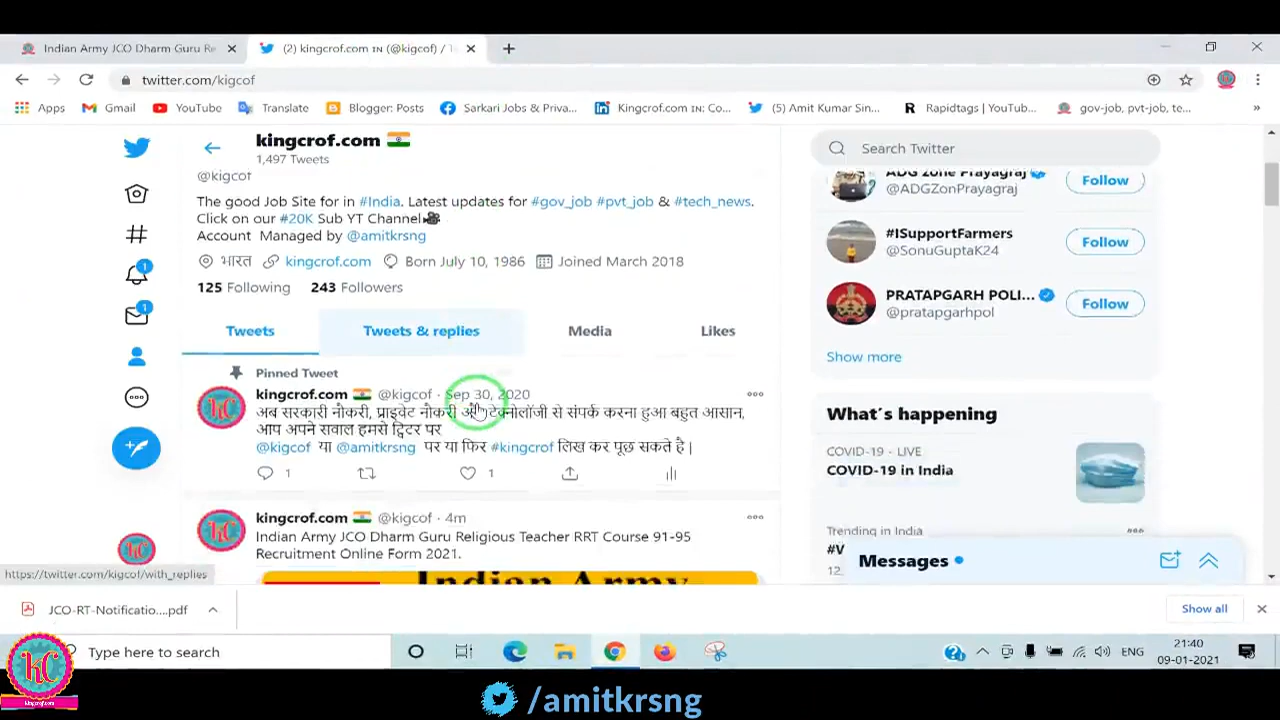 Indian Army JCO Dharm Guru Re
(2) kingcrof.com IN (@kigcof) / T
twitter.com/kigcof
Apps
Gmail
YouTube
Translate
Blogger: Posts
Sarkari Jobs & Priva...
Kingcrof.com IN: Co...
(5) Amit Kumar Sin...
Rapidtags | YouTub...
gov-job, pvt-job, te...
kingcrof.com
1,497 Tweets
@kigcof
The good Job Site for in #India. Latest updates for #gov_job #pvt_job & #tech_news.
Click on our #20K Sub YT Channel
Account Managed by @amitkrsng
भारत kingcrof.com Born July 10, 1986 Joined March 2018
125 Following 243 Followers
Tweets
Tweets & replies
Media
Likes
Pinned Tweet
kingcrof.com @kigcof · Sep 30, 2020
अब सरकारी नौकरी, प्राइवेट नौकरी और टेक्नोलॉजी से संपर्क करना हुआ बहुत आसान,
आप अपने सवाल हमसे ट्विटर पर
@kigcof या @amitkrsng पर या फिर #kingcrof लिख कर पूछ सकते है |
1
1
kingcrof.com @kigcof · 4m
Indian Army JCO Dharm Guru Religious Teacher RRT Course 91-95
Recruitment Online Form 2021.
Indian Army
Search Twitter
ADG Zone Prayagraj
@ADGZonPrayagraj
Follow
#ISupportFarmers
@SonuGuptaK24
Follow
PRATAPGARH POLI...
@pratapgarhpol
Follow
Show more
What's happening
COVID-19 · LIVE
COVID-19 in India
Trending in India
#V
12
Messages
1
1
https://twitter.com/kigcof/with_replies
JCO-RT-Notificatio....pdf
Show all
Type here to search
ENG
21:40
09-01-2021
KC
kingcrof.com
/amitkrsng